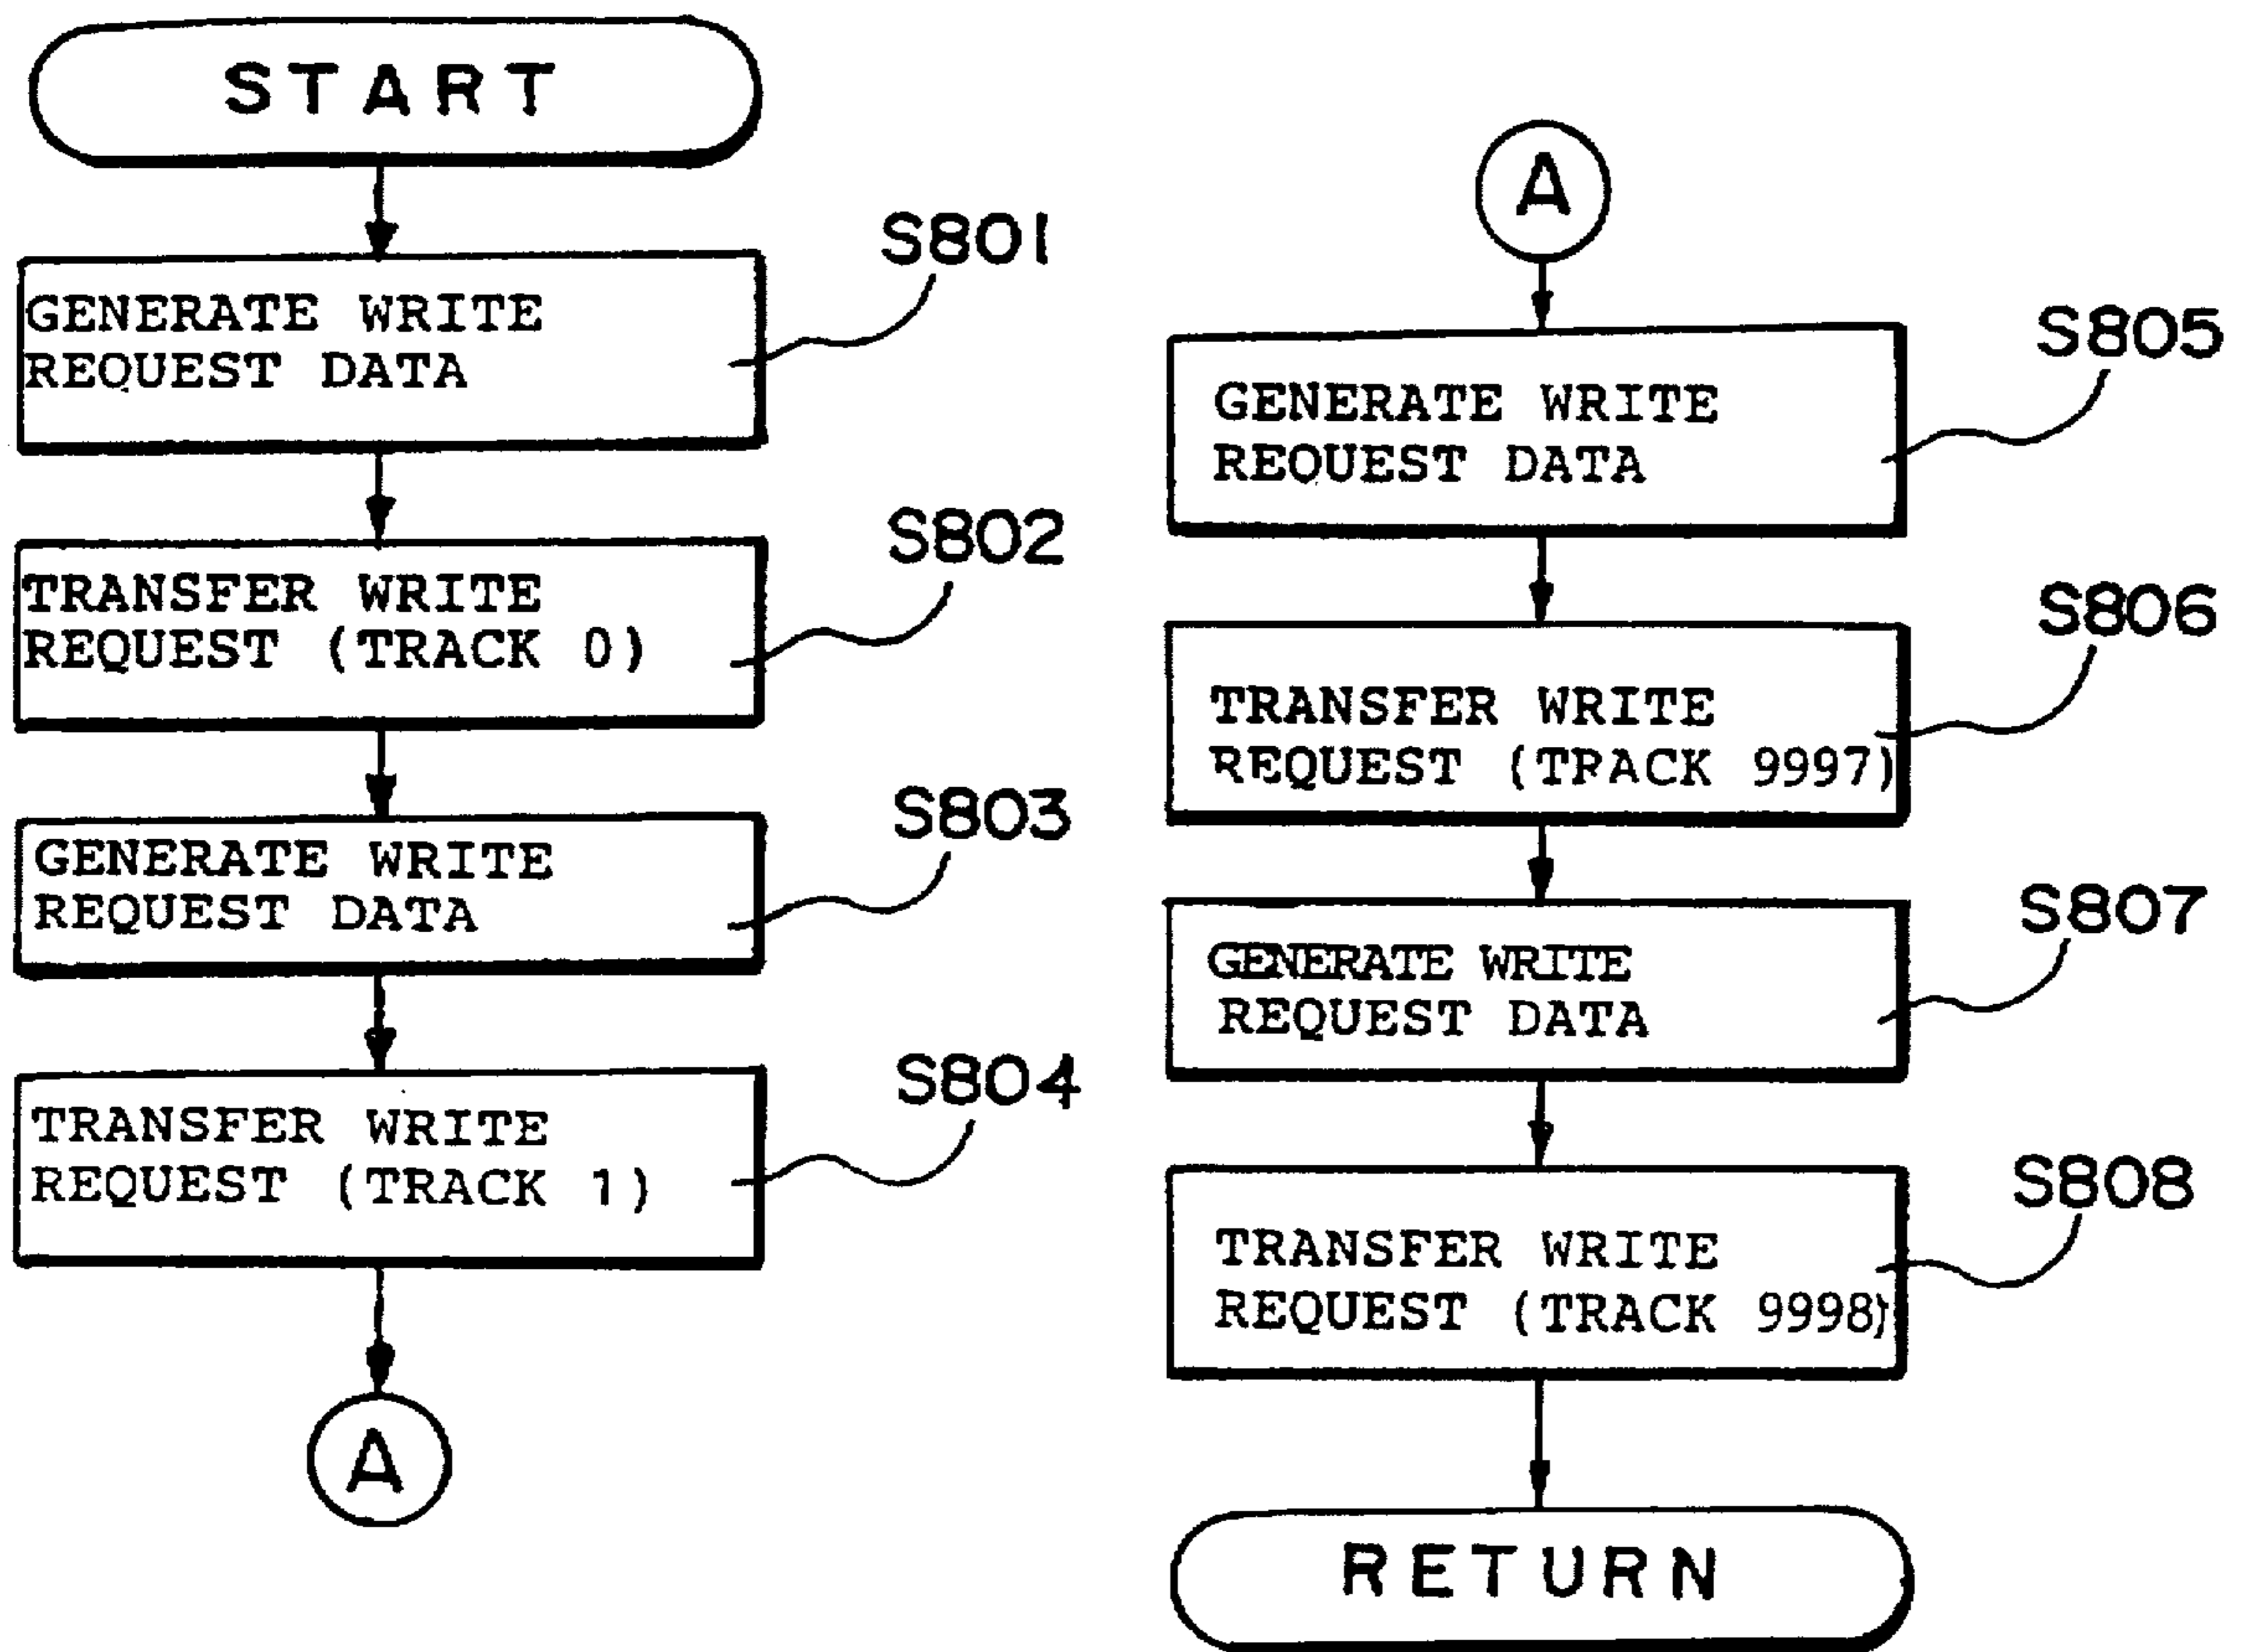 START
S801
GENERATE WRITE
REQUEST DATA
S802
TRANSFER WRITE
REQUEST (TRACK 0)
S803
GENERATE WRITE
REQUEST DATA
S804
TRANSFER WRITE
REQUEST (TRACK 1)
A
A
S805
GENERATE WRITE
REQUEST DATA
S806
TRANSFER WRITE
REQUEST (TRACK 9997)
S807
GENERATE WRITE
REQUEST DATA
S808
TRANSFER WRITE
REQUEST (TRACK 9998)
RETURN